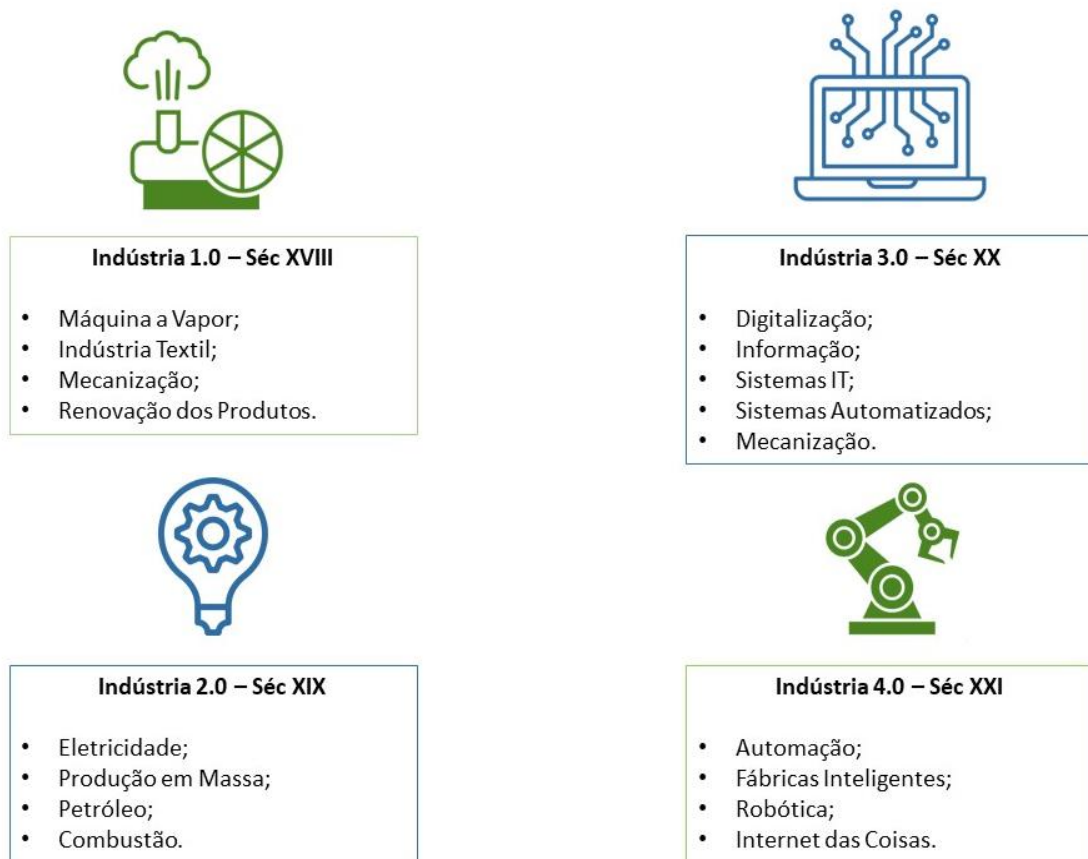 Indústria 1.0 – Séc XVIII
• Máquina a Vapor;
• Indústria Textil;
• Mecanização;
• Renovação dos Produtos.
Indústria 2.0 – Séc XIX
• Eletricidade;
• Produção em Massa;
• Petróleo;
• Combustão.
Indústria 3.0 – Séc XX
• Digitalização;
• Informação;
• Sistemas IT;
• Sistemas Automatizados;
• Mecanização.
Indústria 4.0 – Séc XXI
• Automação;
• Fábricas Inteligentes;
• Robótica;
• Internet das Coisas.